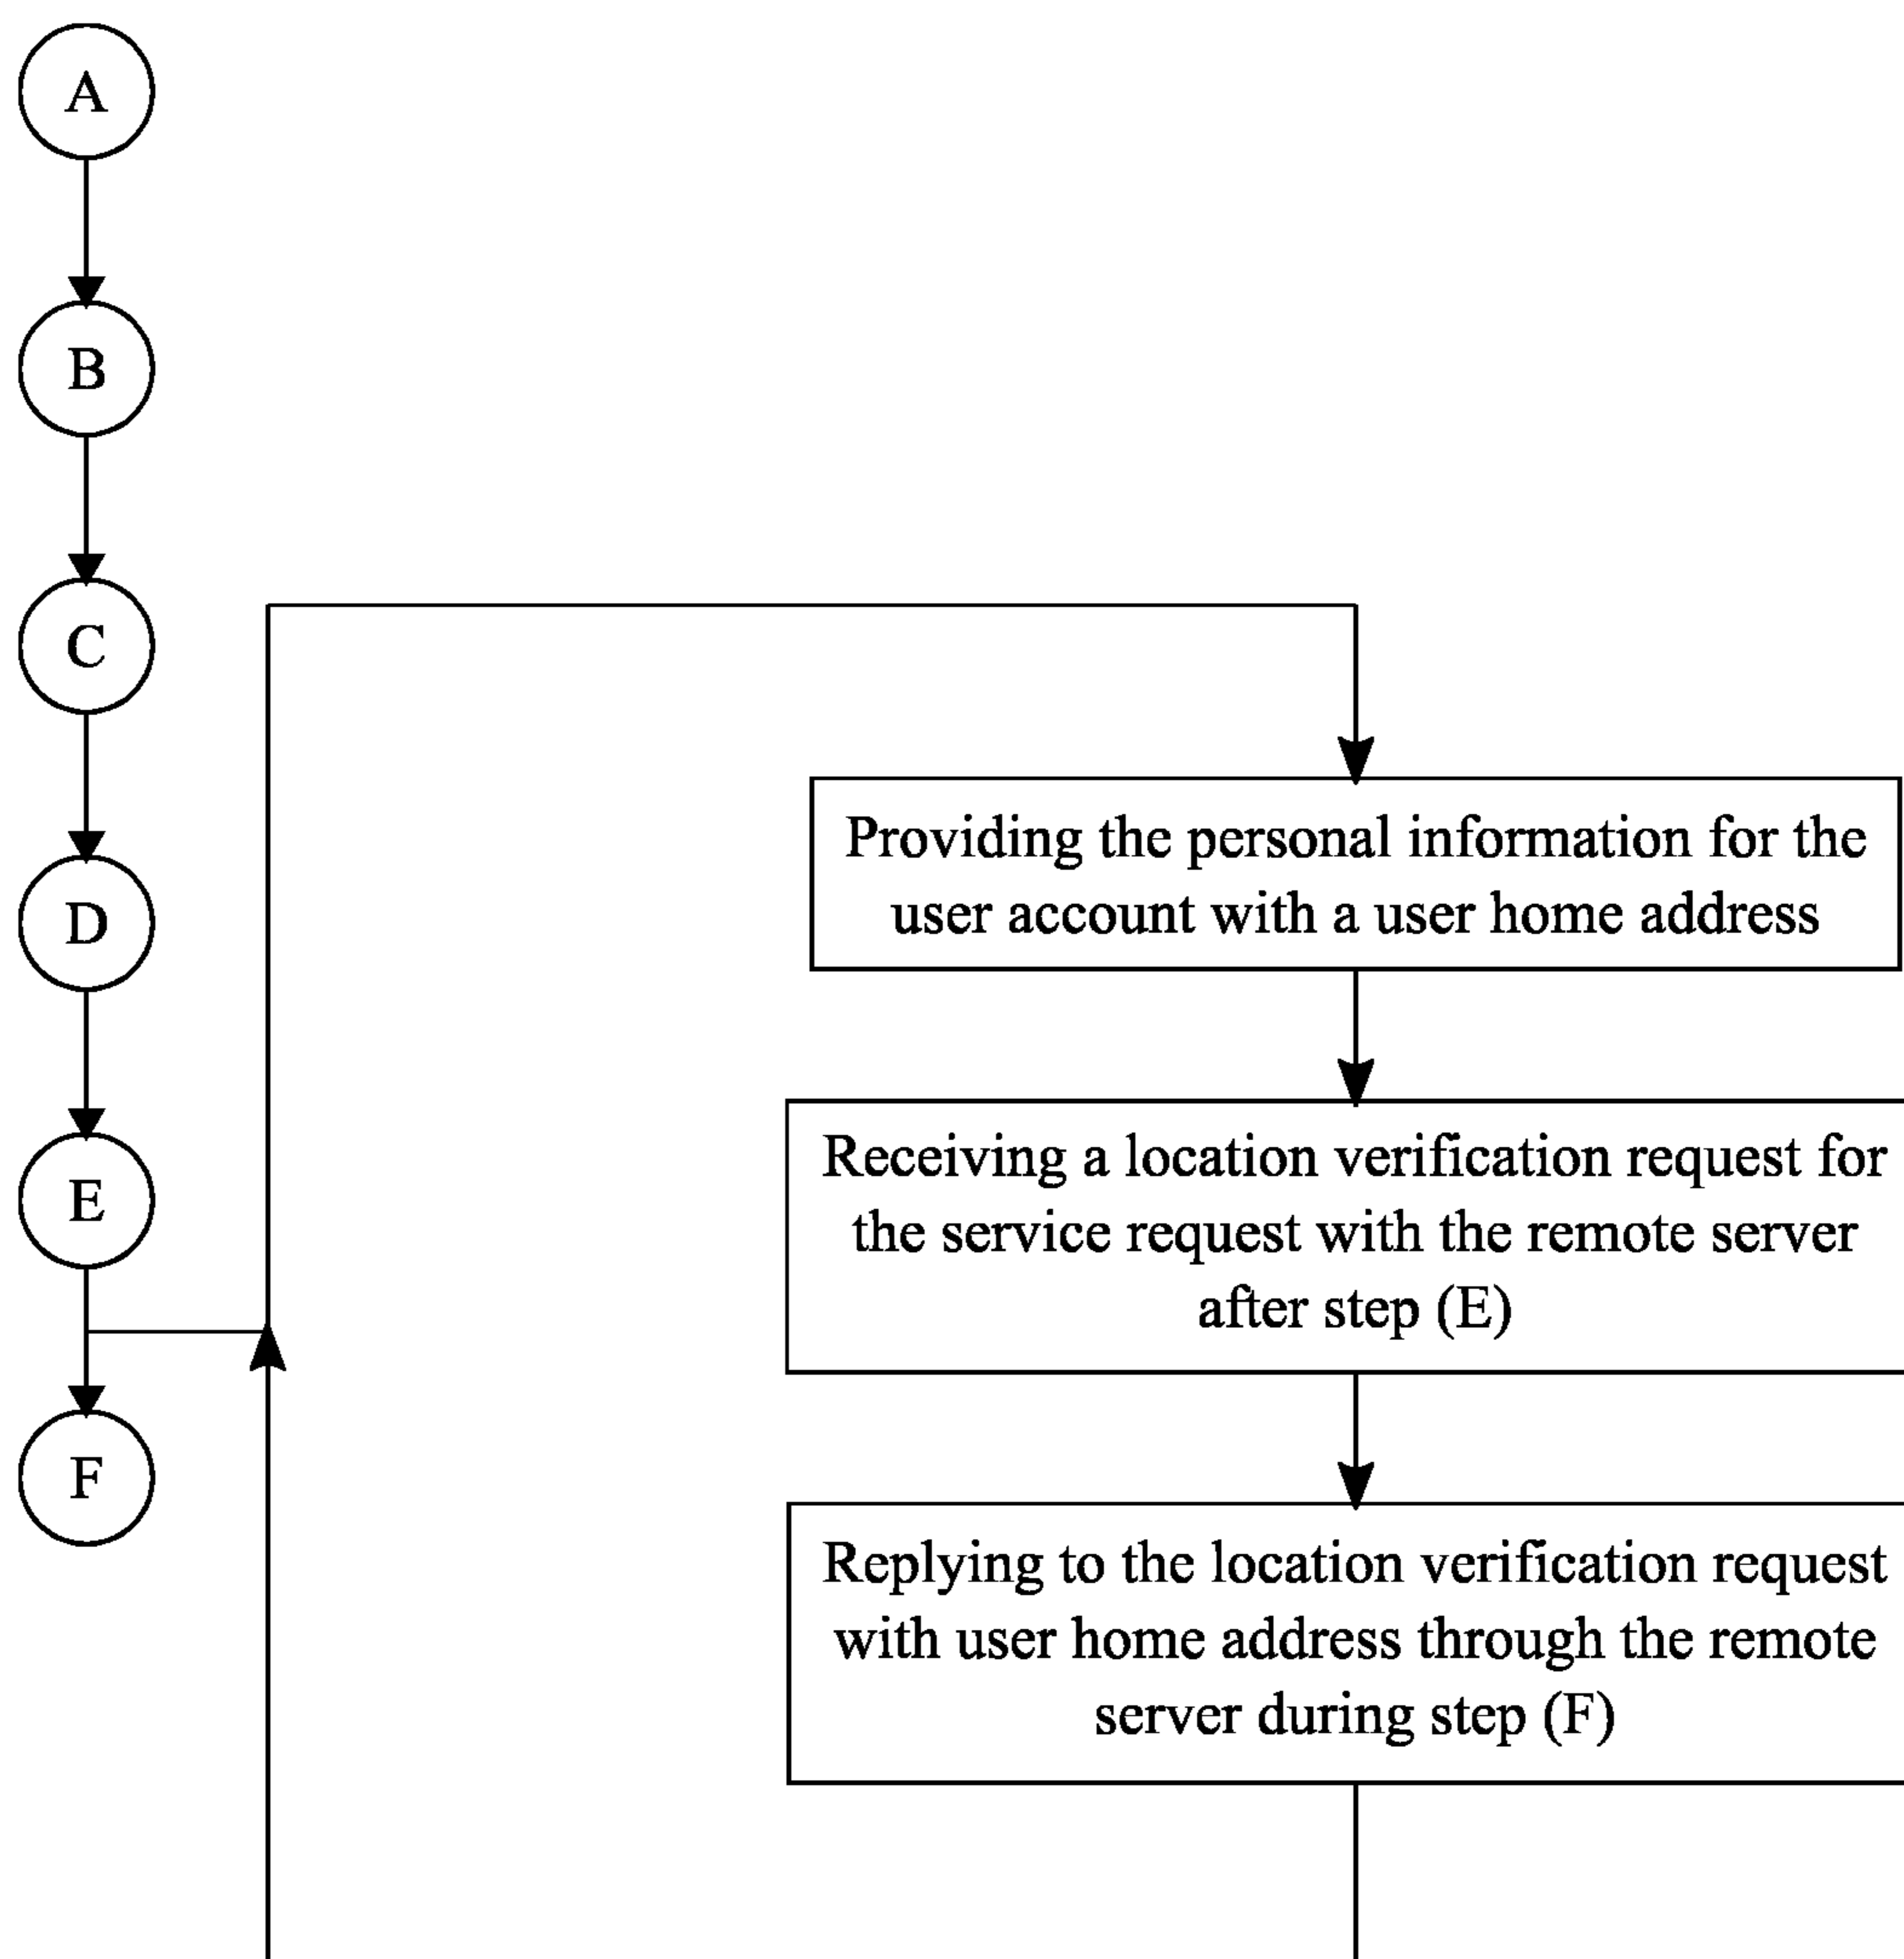 A
B
C
D
E
F
Providing the personal information for the
user account with a user home address
Receiving a location verification request for
the service request with the remote server
after step (E)
Replying to the location verification request
with user home address through the remote
server during step (F)